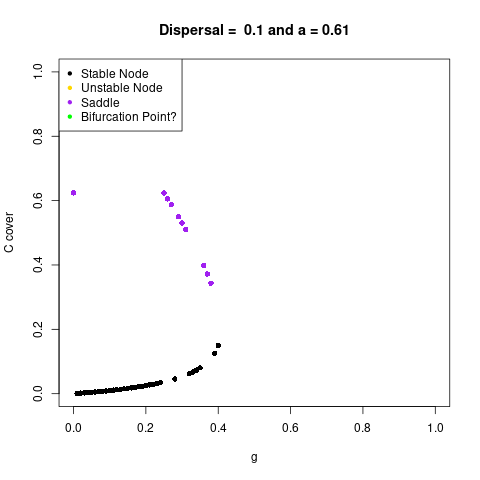 Dispersal =  0.1 and a = 0.61
Stable Node
Unstable Node
Saddle
Bifurcation Point?
C cover
1.0
0.8
0.6
0.4
0.2
0.0
0.0 0.2 0.4 0.6 0.8 1.0
g